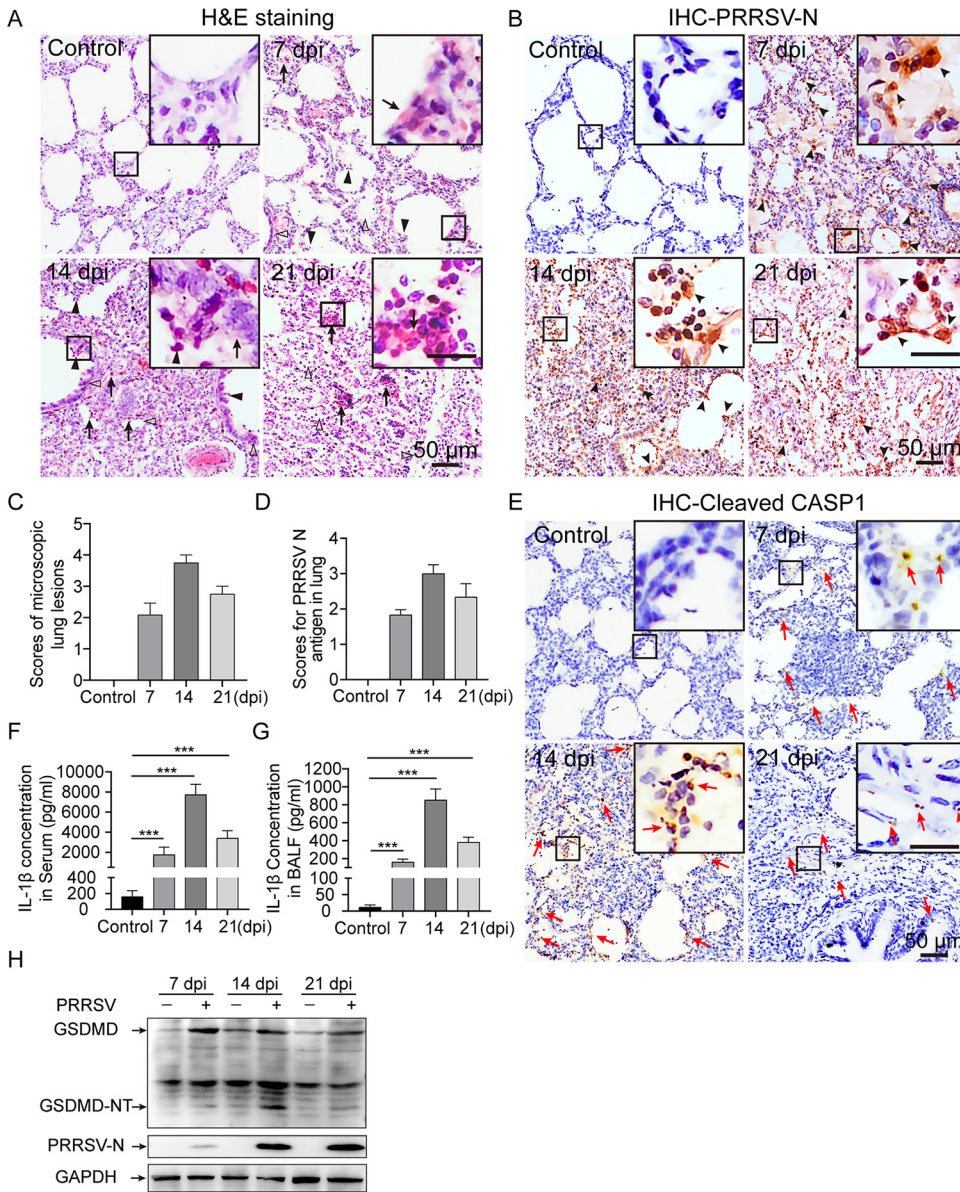 A
H&E staining
Control
7 dpi
14 dpi
21 dpi
50 μm
B
IHC-PRRSV-N
Control
7 dpi
14 dpi
21 dpi
50 μm
C
Scores of microscopic
lung lesions
5
4
3
2
1
0
Control 7 14 21(dpi)
D
Scores for PRRSV N
antigen in lung
4
3
2
1
0
Control 7 14 21(dpi)
E
IHC-Cleaved CASP1
Control
7 dpi
14 dpi
21 dpi
50 μm
F
IL-1β concentration
in Serum (pg/ml)
10000
8000
6000
4000
2000
400
200
0
***
***
***
Control 7 14 21(dpi)
G
IL-1β Concentration
in BALF (pg/ml)
1200
1000
800
600
400
200
100
50
0
***
***
***
Control 7 14 21(dpi)
H
7 dpi 14 dpi 21 dpi
PRRSV − + − + − +
GSDMD
GSDMD-NT
PRRSV-N
GAPDH